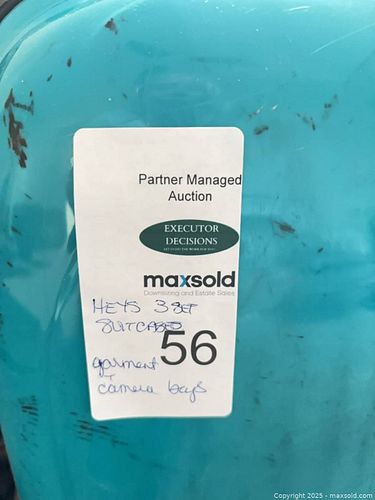 Partner Managed
Auction
EXECUTOR
DECISIONS
maxsold
Downsizing and Estate Sales
HEYS 3 SET
SUITCASES
56
garment
+
camera bags
Copyright © 2025 - maxsold.com